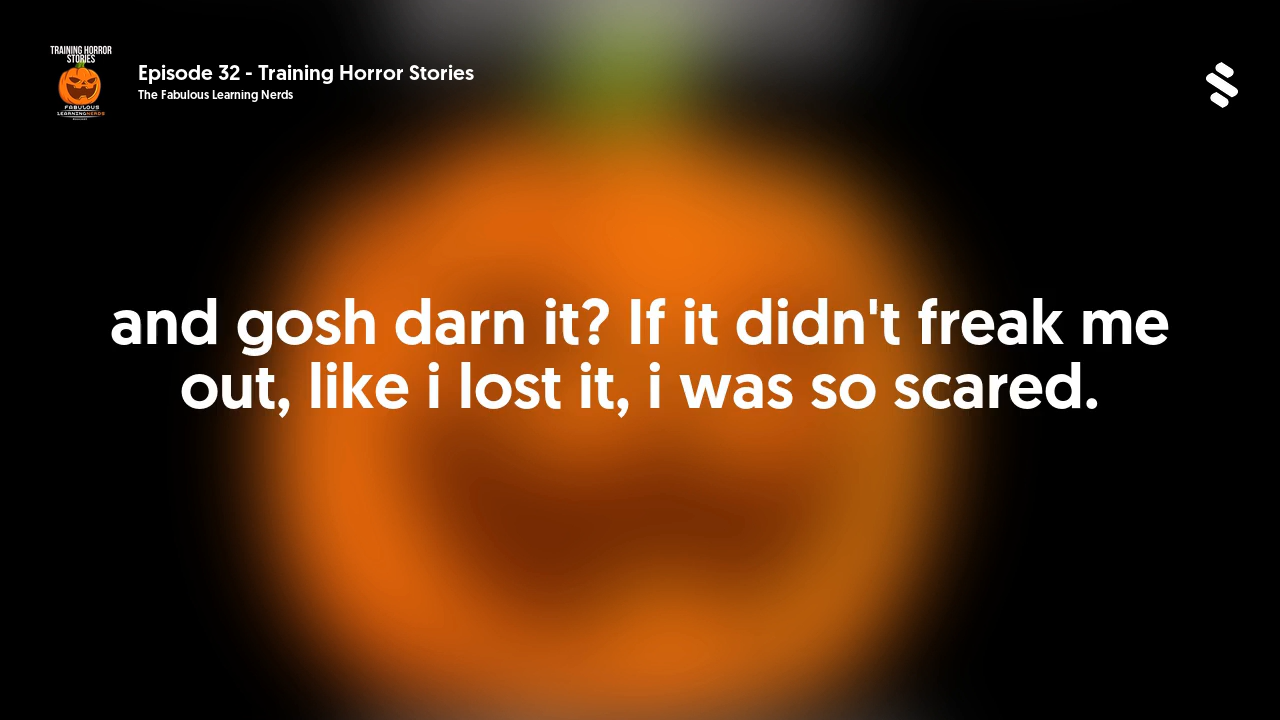 TRAINING HORROR
STORIES
FABULOUS
LEARNINGNERDS
Episode 32 - Training Horror Stories
The Fabulous Learning Nerds
and gosh darn it? If it didn't freak me
out, like i lost it, i was so scared.